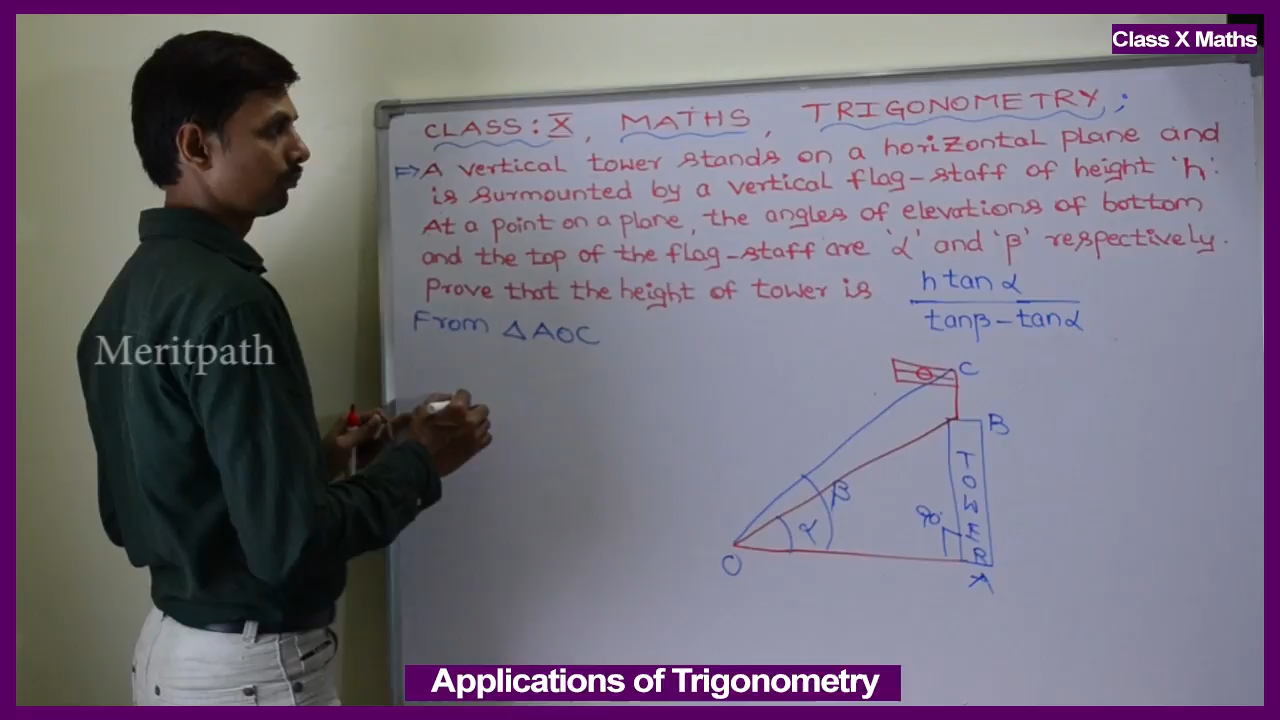 Class X Maths
CLASS: X, MATHS, TRIGONOMETRY;
⇒ A vertical tower stands on a horizontal plane and
is surmounted by a vertical flag-staff of height 'h'.
At a point on a plane, the angles of elevations of bottom
and the top of the flag-staff are 'α' and 'β' respectively.
Prove that the height of tower is
h tan α
tanβ - tanα
From △AOC
Meritpath
C
B
TOWER
β
α
90°
O
A
Applications of Trigonometry